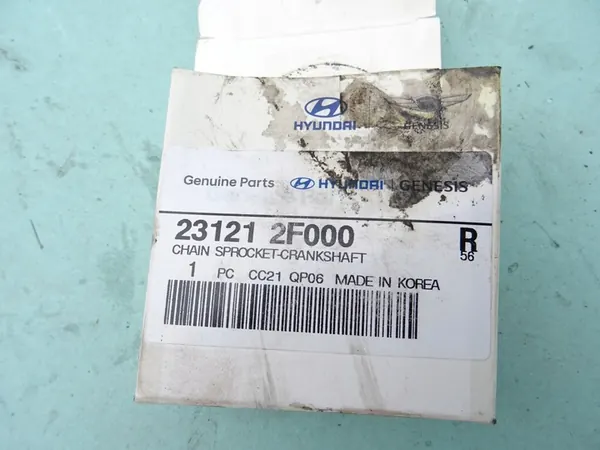 HYUNDAI GENESIS
Genuine Parts HYUNDAI | GENESIS
23121 2F000 R
CHAIN SPROCKET-CRANKSHAFT 56
1 PC CC21 QP06 MADE IN KOREA